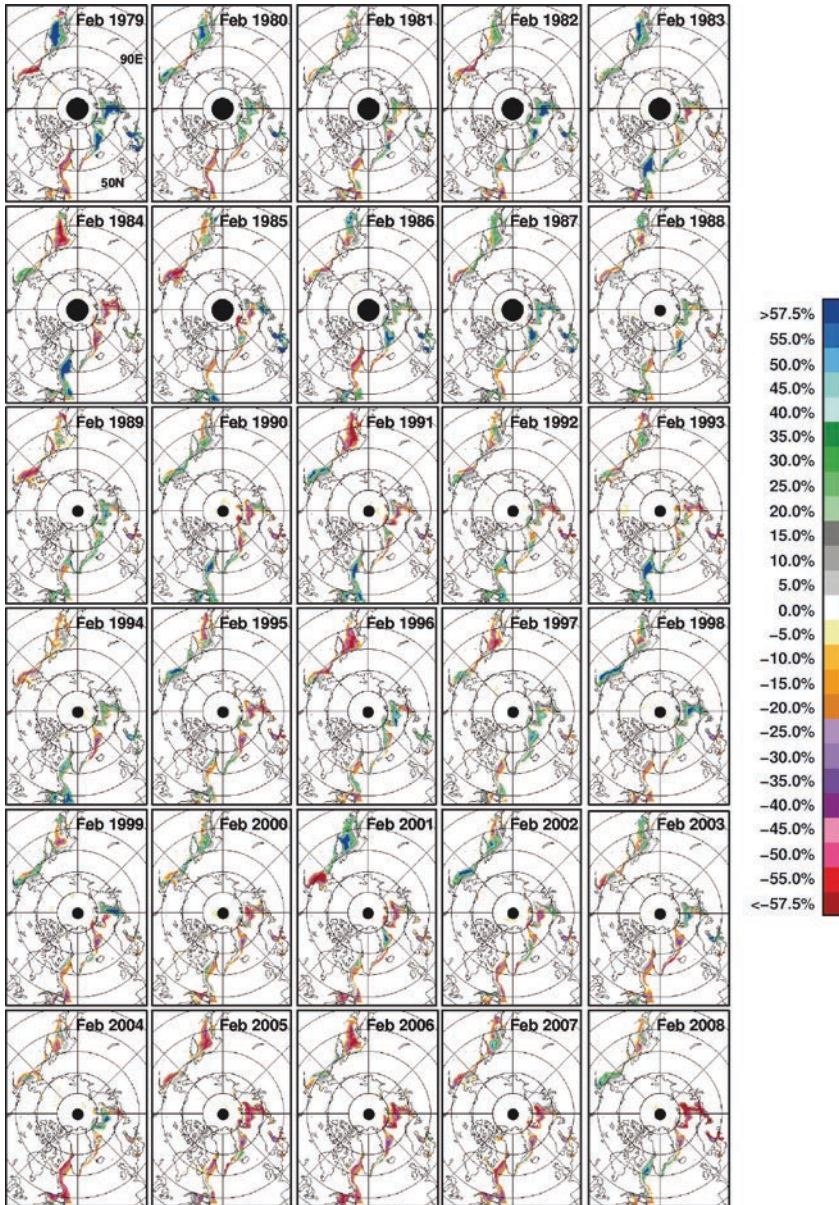 Feb 1979
Feb 1980
Feb 1981
Feb 1982
Feb 1983
90E
50N
Feb 1984
Feb 1985
Feb 1986
Feb 1987
Feb 1988
Feb 1989
Feb 1990
Feb 1991
Feb 1992
Feb 1993
Feb 1994
Feb 1995
Feb 1996
Feb 1997
Feb 1998
Feb 1999
Feb 2000
Feb 2001
Feb 2002
Feb 2003
Feb 2004
Feb 2005
Feb 2006
Feb 2007
Feb 2008
>57.5%
55.0%
50.0%
45.0%
40.0%
35.0%
30.0%
25.0%
20.0%
15.0%
10.0%
5.0%
0.0%
−5.0%
−10.0%
−15.0%
−20.0%
−25.0%
−30.0%
−35.0%
−40.0%
−45.0%
−50.0%
−55.0%
<−57.5%